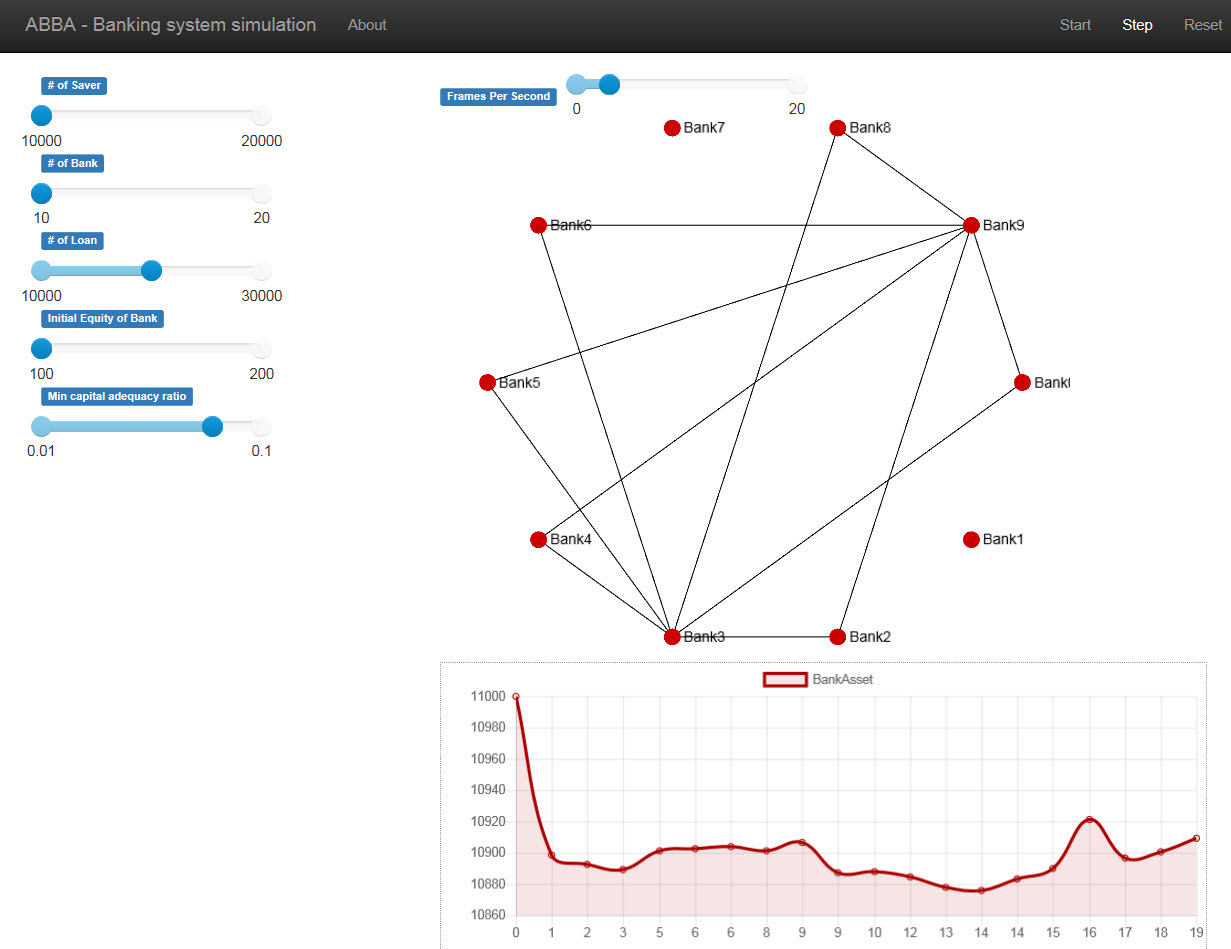 ABBA - Banking system simulation About Start Step Reset
# of Saver
10000 20000
# of Bank
10 20
# of Loan
10000 30000
Initial Equity of Bank
100 200
Min capital adequacy ratio
0.01 0.1
Frames Per Second
0 20
Bank7 Bank8
Bank6 Bank9
Bank5 Bank
Bank4 Bank1
Bank3 Bank2
BankAsset
11000
10980
10960
10940
10920
10900
10880
10860
0 1 2 3 5 6 6 8 9 9 10 12 13 14 14 15 16 17 18 19